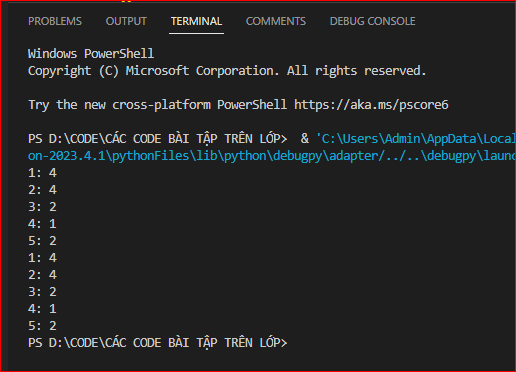 PROBLEMS OUTPUT TERMINAL COMMENTS DEBUG CONSOLE
Windows PowerShell
Copyright (C) Microsoft Corporation. All rights reserved.
Try the new cross-platform PowerShell https://aka.ms/pscore6
PS D:\CODE\CÁC CODE BÀI TẬP TRÊN LỚP> & 'C:\Users\Admin\AppData\Loca
on-2023.4.1\pythonFiles\lib\python\debugpy\adapter/../..\debugpy\laun
1: 4
2: 4
3: 2
4: 1
5: 2
1: 4
2: 4
3: 2
4: 1
5: 2
PS D:\CODE\CÁC CODE BÀI TẬP TRÊN LỚP>